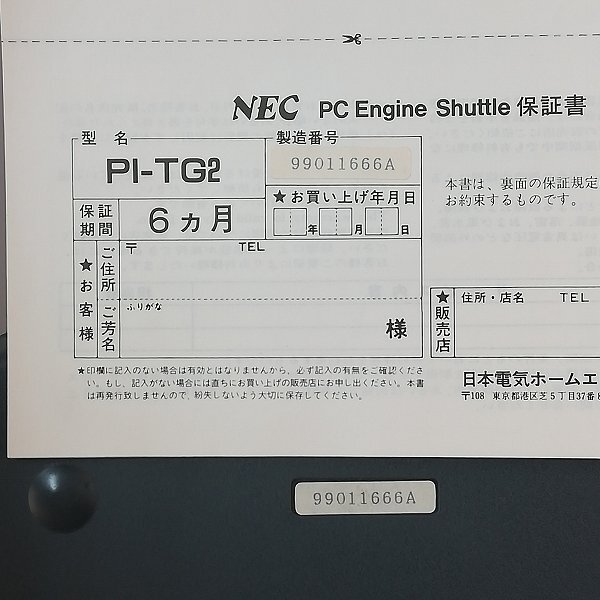 NEC PC Engine Shuttle 保証書
型 名
PI-TG2
製造番号
99011666A
保証期間
6ヵ月
★お買い上げ年月日
年 月 日
本書は、裏面の保証規定
お約束するものです。
★お客様
ご住所
〒 TEL
ご芳名
ふりがな
様
★販売店
住所・店名 TEL
★印欄に記入のない場合は有効とはなりませんから、必ず記入の有無をご確認くださ
い。もし、記入がない場合には直ちにお買い上げの販売店にお申し出ください。本書
は再発行致しませんので、紛失しないよう大切に保存してください。
日本電気ホームエ
〒108 東京都港区芝5丁目37番8
99011666A